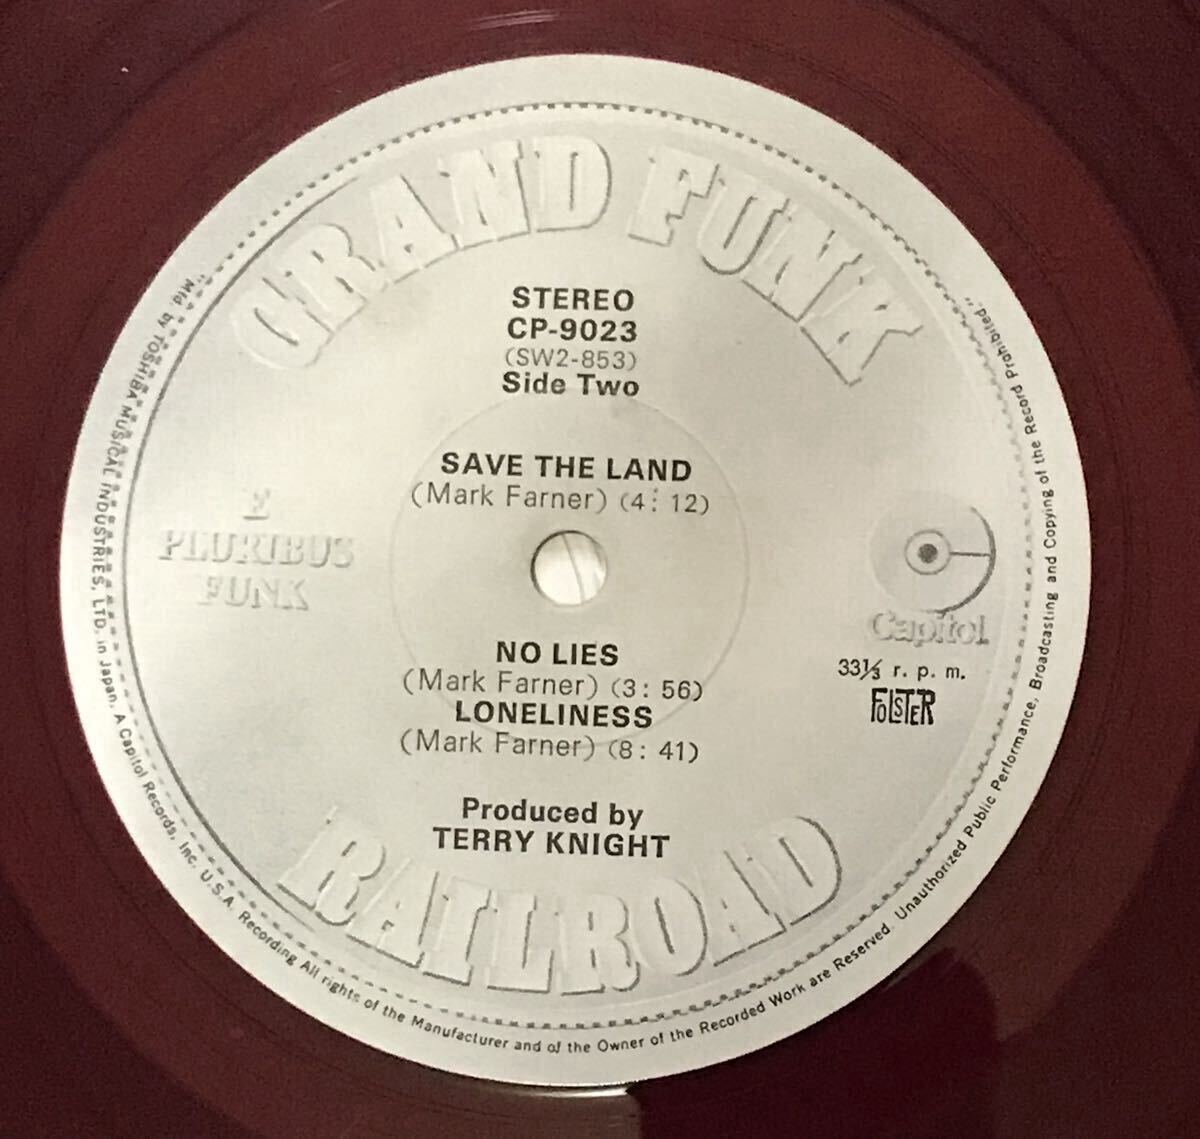 GRAND FUNK
STEREO
CP-9023
(SW2-853)
Side Two
SAVE THE LAND
(Mark Farner) (4:12)
E
PLURIBUS
FUNK
Capitol
33⅓ r. p. m.
FOLSTER
NO LIES
(Mark Farner) (3: 56)
LONELINESS
(Mark Farner) (8: 41)
Produced by
TERRY KNIGHT
RAILROAD
"Mfd. by TOSHIBA MUSICAL INDUSTRIES, LTD. in Japan. A Capitol Records, Inc. U.S.A. Recording All rights of the Manufacturer and of the Owner of the Recorded Work are Reserved. Unauthorized Public Performance, Broadcasting and Copying of the Record Prohibited."